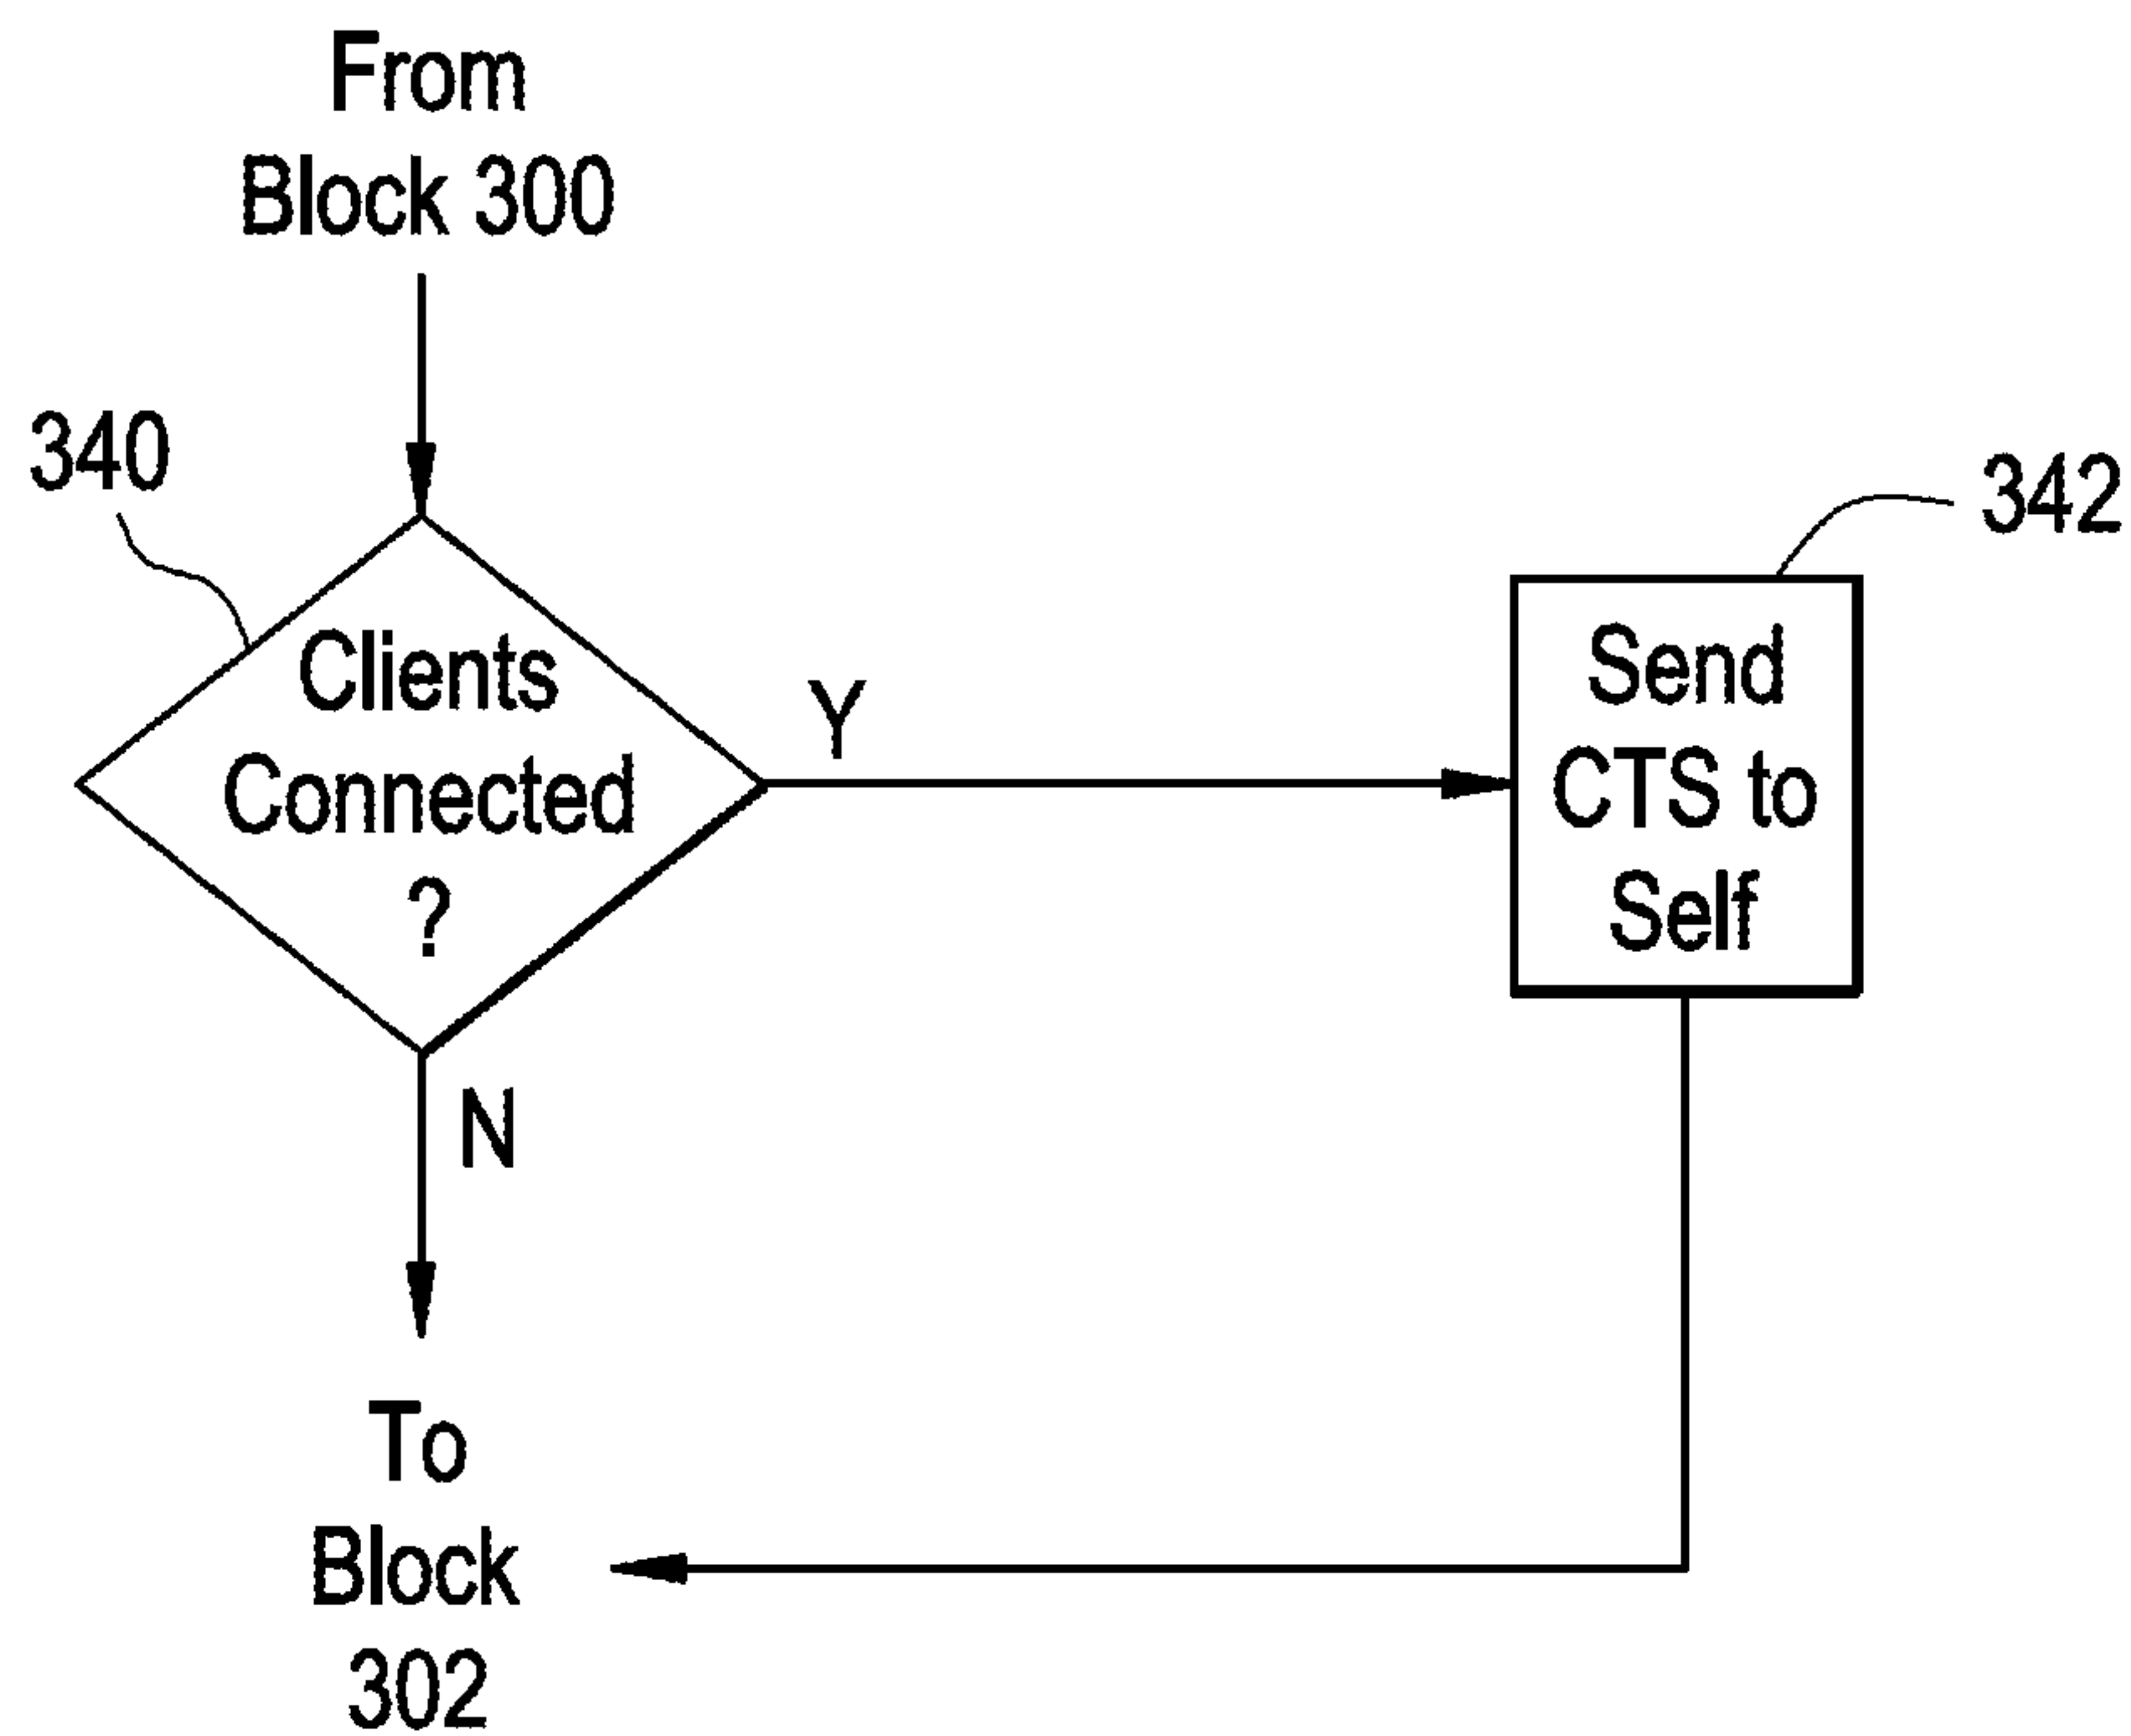 From
Block 300
340
342
Clients
Connected
?
Y
Send
CTS to
Self
N
To
Block
302